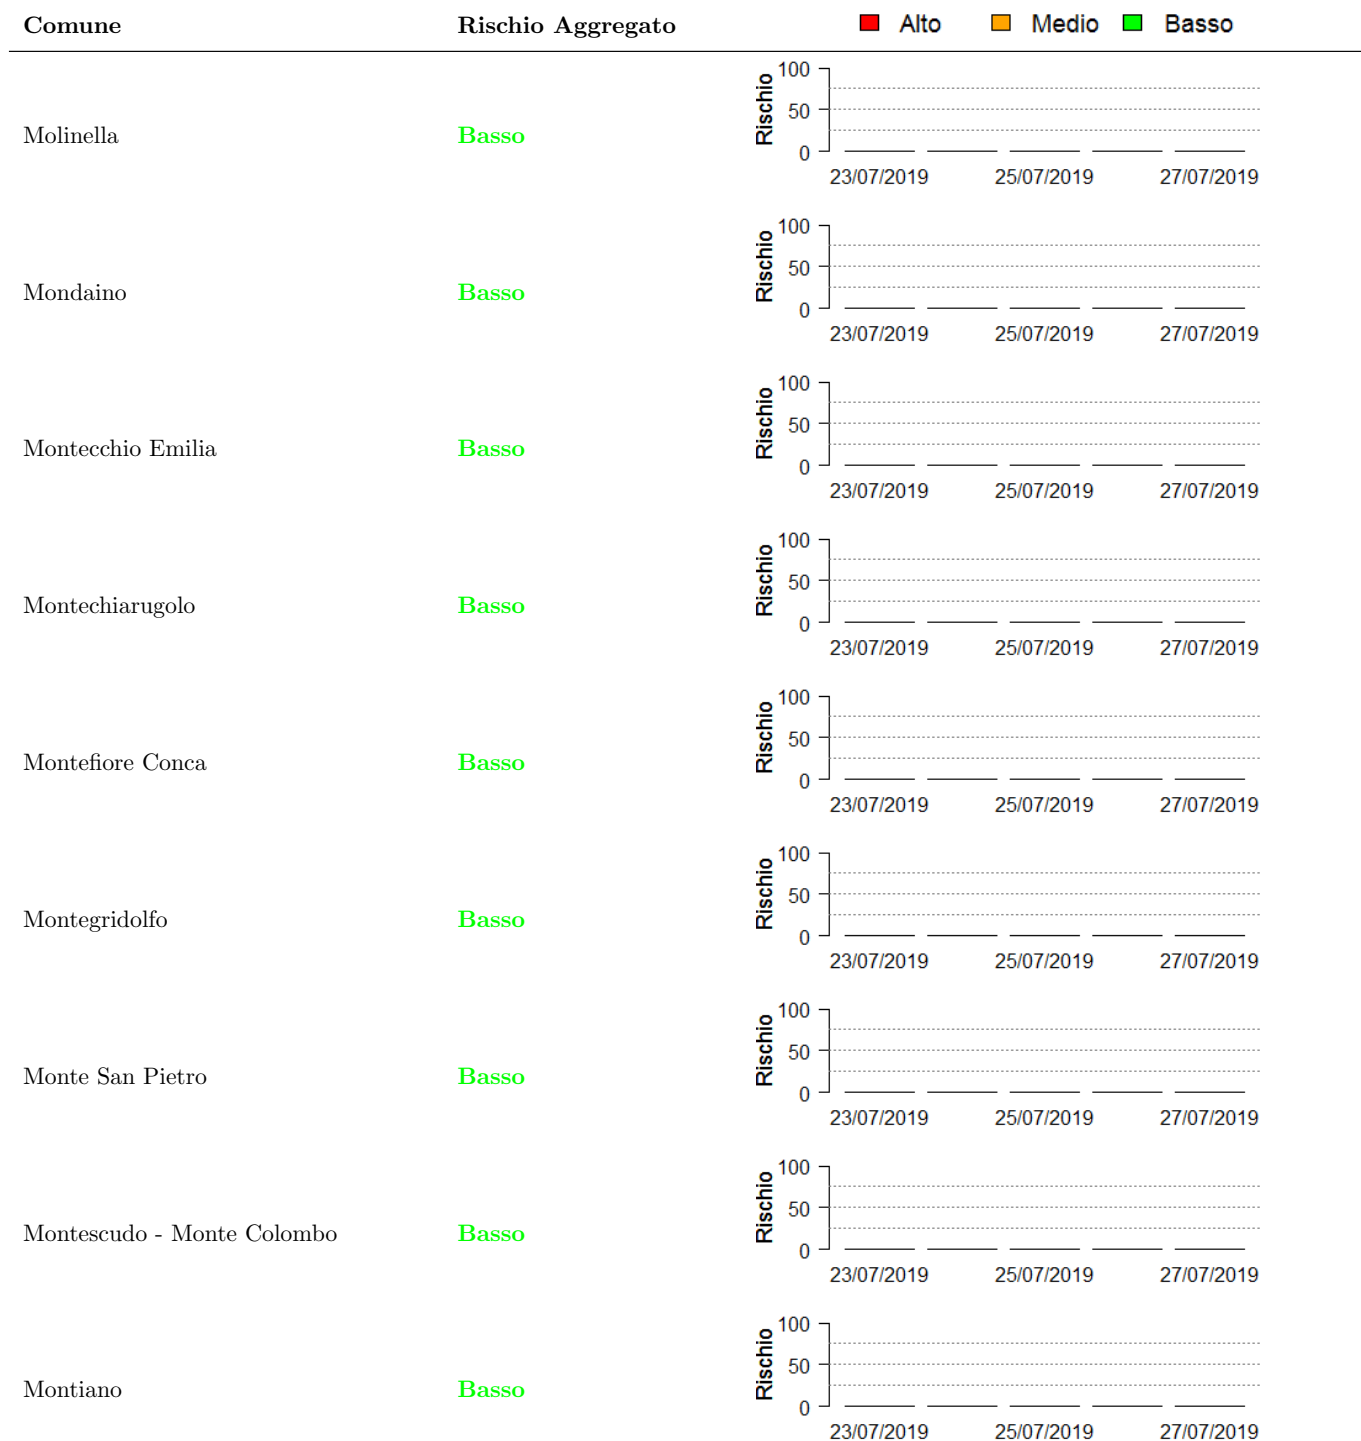 Comune Rischio Aggregato Alto Medio Basso
Molinella Basso
Rischio
100
50
0
23/07/2019 25/07/2019 27/07/2019
Mondaino Basso
Rischio
100
50
0
23/07/2019 25/07/2019 27/07/2019
Montecchio Emilia Basso
Rischio
100
50
0
23/07/2019 25/07/2019 27/07/2019
Montechiarugolo Basso
Rischio
100
50
0
23/07/2019 25/07/2019 27/07/2019
Montefiore Conca Basso
Rischio
100
50
0
23/07/2019 25/07/2019 27/07/2019
Montegridolfo Basso
Rischio
100
50
0
23/07/2019 25/07/2019 27/07/2019
Monte San Pietro Basso
Rischio
100
50
0
23/07/2019 25/07/2019 27/07/2019
Montescudo - Monte Colombo Basso
Rischio
100
50
0
23/07/2019 25/07/2019 27/07/2019
Montiano Basso
Rischio
100
50
0
23/07/2019 25/07/2019 27/07/2019